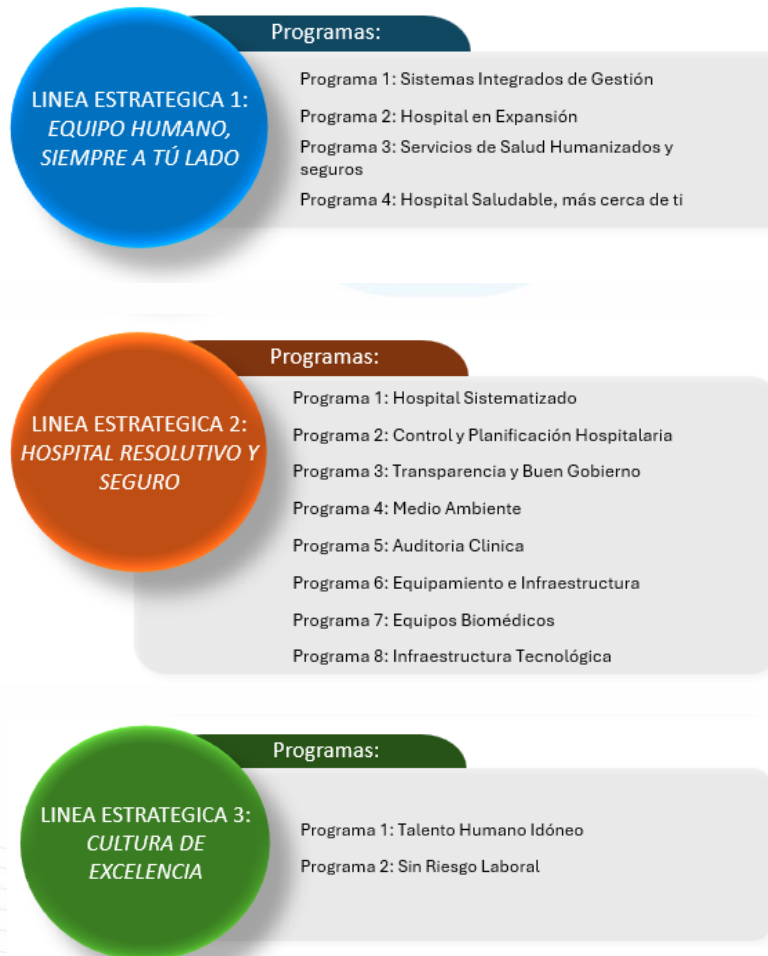 Programas:
LINEA ESTRATEGICA 1:
EQUIPO HUMANO,
SIEMPRE A TÚ LADO
Programa 1: Sistemas Integrados de Gestión
Programa 2: Hospital en Expansión
Programa 3: Servicios de Salud Humanizados y
seguros
Programa 4: Hospital Saludable, más cerca de ti
Programas:
LINEA ESTRATEGICA 2:
HOSPITAL RESOLUTIVO Y
SEGURO
Programa 1: Hospital Sistematizado
Programa 2: Control y Planificación Hospitalaria
Programa 3: Transparencia y Buen Gobierno
Programa 4: Medio Ambiente
Programa 5: Auditoria Clinica
Programa 6: Equipamiento e Infraestructura
Programa 7: Equipos Biomédicos
Programa 8: Infraestructura Tecnológica
Programas:
LINEA ESTRATEGICA 3:
CULTURA DE
EXCELENCIA
Programa 1: Talento Humano Idóneo
Programa 2: Sin Riesgo Laboral